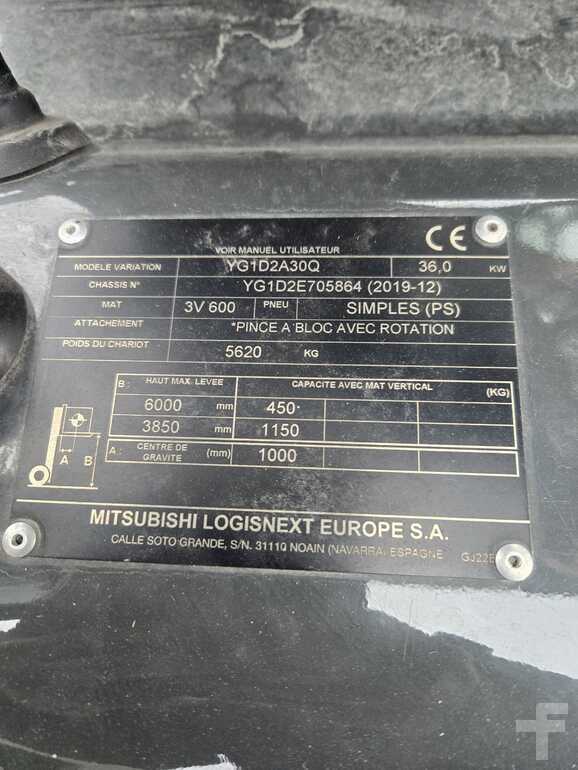 CE
VOIR MANUEL UTILISATEUR
MODELE VARIATION YG1D2A30Q 36,0 KW
CHASSIS N° YG1D2E705864 (2019-12)
MAT 3V 600 PNEU SIMPLES (PS)
ATTACHEMENT *PINCE A BLOC AVEC ROTATION
POIDS DU CHARIOT 5620 KG
B : HAUT MAX. LEVEE CAPACITE AVEC MAT VERTICAL (KG)
6000 mm 450
3850 mm 1150
A : CENTRE DE GRAVITE (mm) 1000
A B
MITSUBISHI LOGISNEXT EUROPE S.A.
CALLE SOTO GRANDE, S/N. 31110 NOAIN (NAVARRA) ESPAGNE